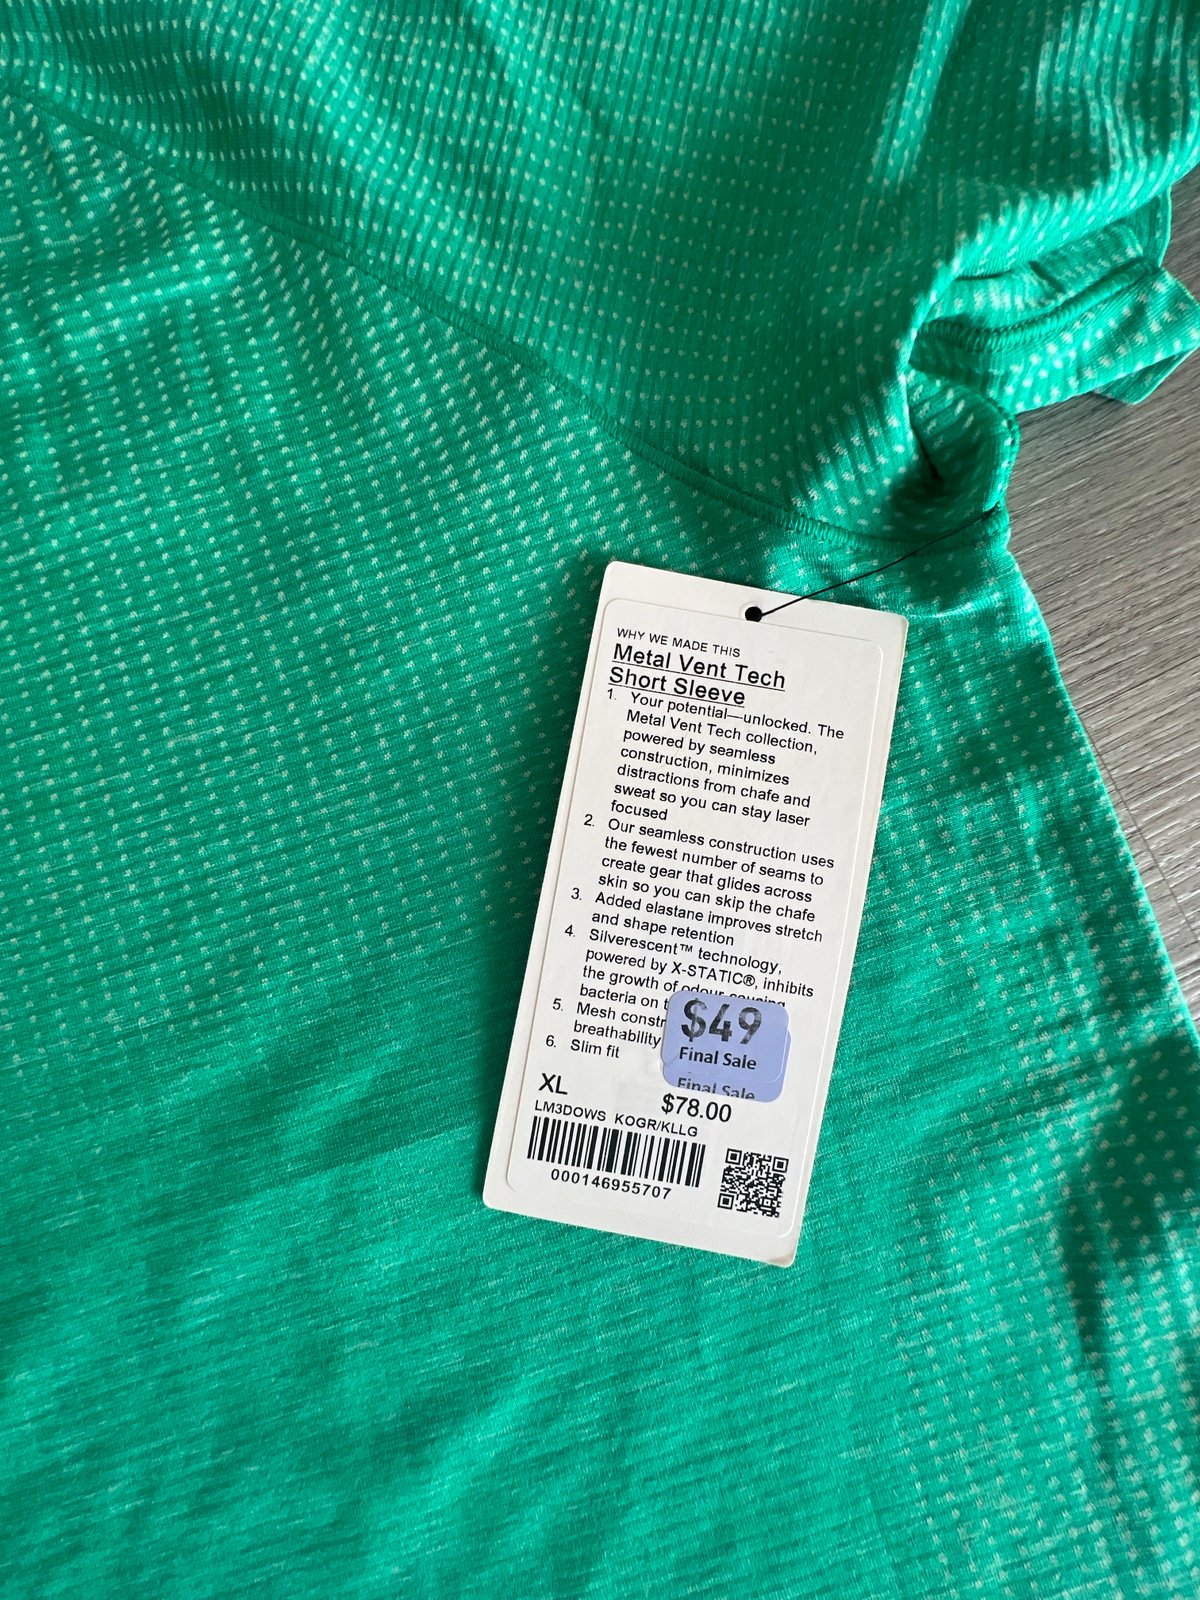 WHY WE MADE THIS
Metal Vent Tech
Short Sleeve
1. Your potential—unlocked. The
Metal Vent Tech collection,
powered by seamless
construction, minimizes
distractions from chafe and
sweat so you can stay laser
focused
2. Our seamless construction uses
the fewest number of seams to
create gear that glides across
skin so you can skip the chafe
3. Added elastane improves stretch
and shape retention
4. Silverescent™ technology,
powered by X-STATIC®, inhibits
the growth of odour causing
bacteria on
5. Mesh
breathability
6. Slim fit
$49
Final Sale
Final Sale
XL
$78.00
LM3DOWS KOGR/KLLG
000146955707